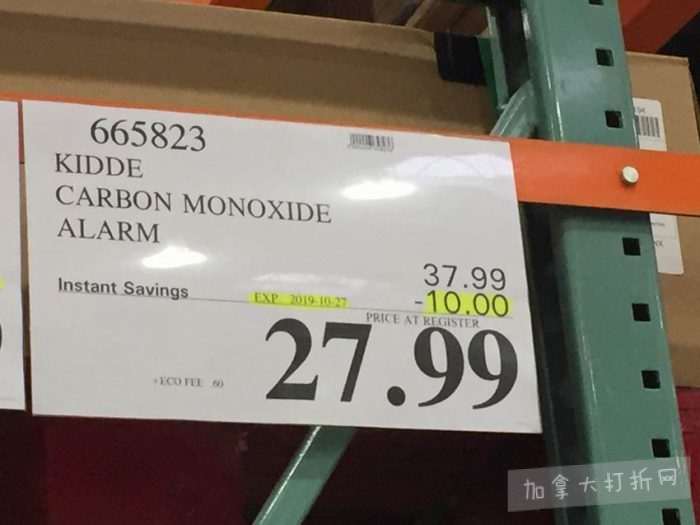 665823
KIDDE
CARBON MONOXIDE
ALARM
37.99
Instant Savings EXP. 2019-10-27 -10.00
PRICE AT REGISTER
27.99
+ECO FEE .60
加拿大打折网